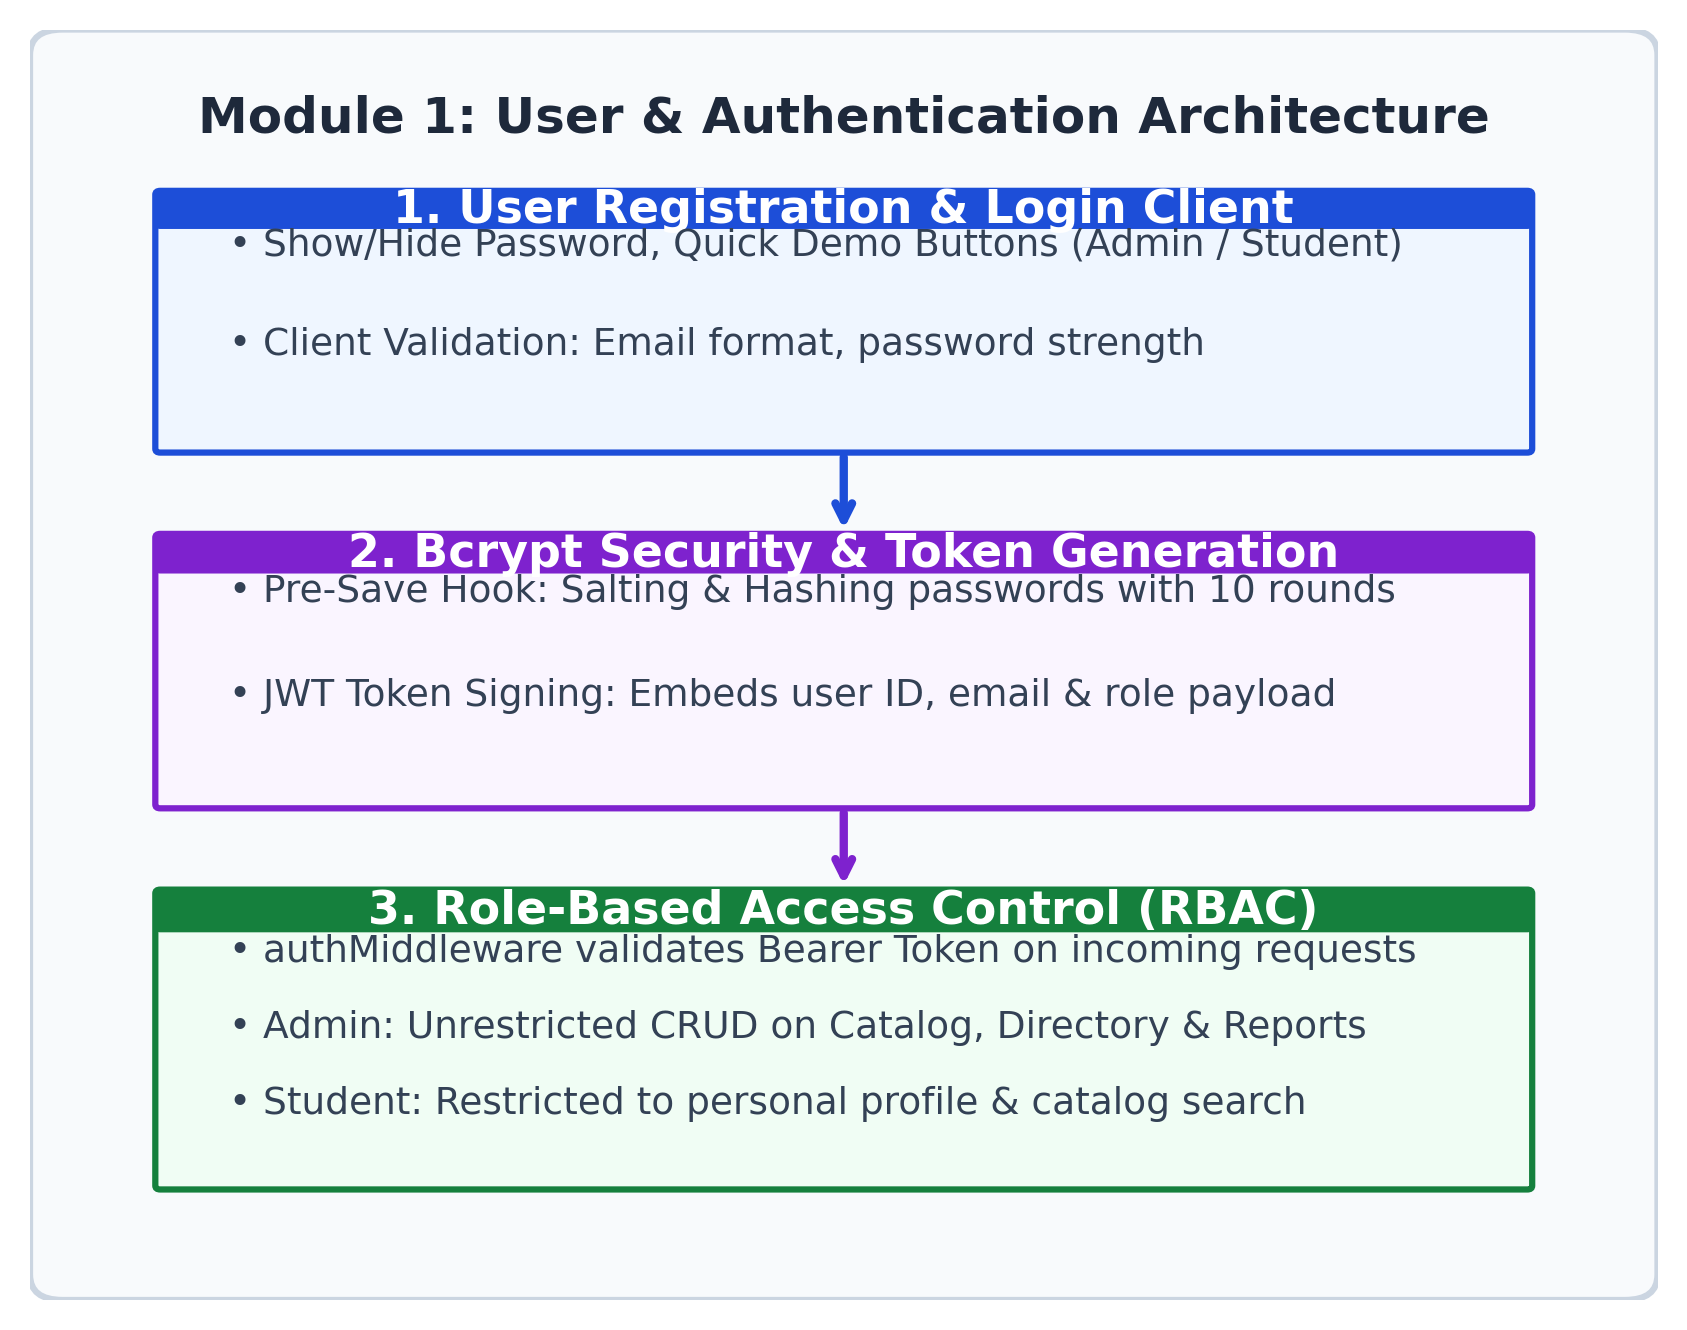 Module 1: User & Authentication Architecture
1. User Registration & Login Client
• Show/Hide Password, Quick Demo Buttons (Admin / Student)
• Client Validation: Email format, password strength
2. Bcrypt Security & Token Generation
• Pre-Save Hook: Salting & Hashing passwords with 10 rounds
• JWT Token Signing: Embeds user ID, email & role payload
3. Role-Based Access Control (RBAC)
• authMiddleware validates Bearer Token on incoming requests
• Admin: Unrestricted CRUD on Catalog, Directory & Reports
• Student: Restricted to personal profile & catalog search